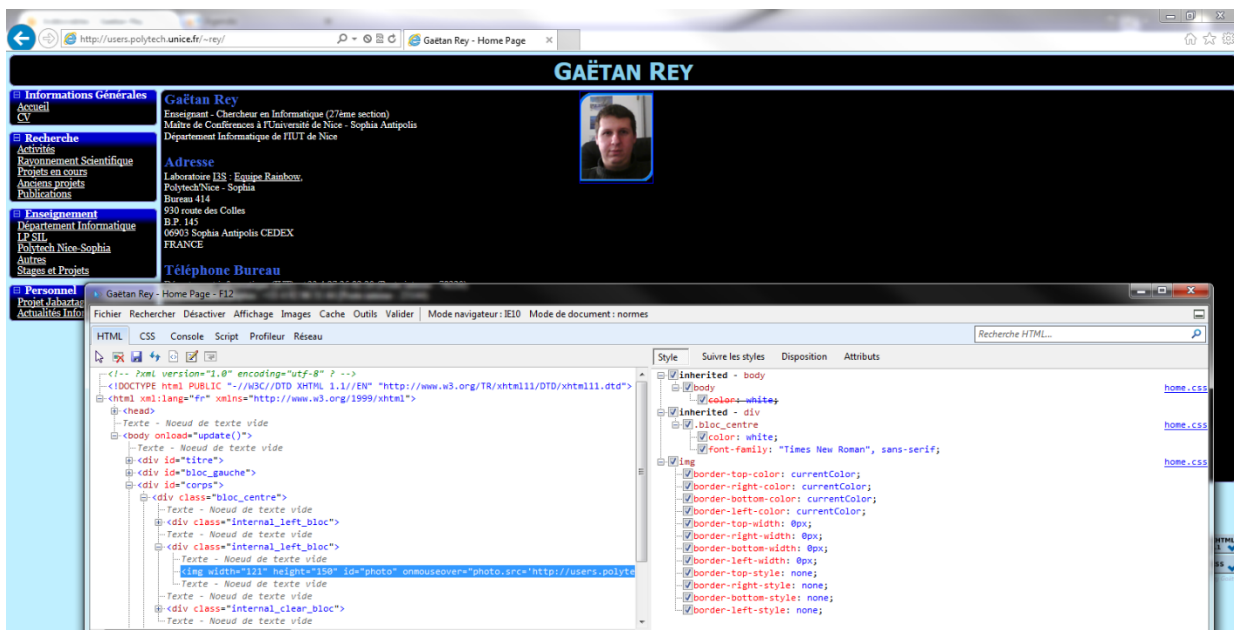 http://users.polytech.unice.fr/~rey/
Gaëtan Rey - Home Page
GAËTAN REY
Informations Générales
Accueil
CV
Recherche
Activités
Rayonnement Scientifique
Projets en cours
Anciens projets
Publications
Enseignement
Département Informatique
LP SIL
Polytech Nice-Sophia
Autres
Stages et Projets
Personnel
Projet Jabaztag
Actualités Infor
Gaëtan Rey
Enseignant - Chercheur en Informatique (27ème section)
Maître de Conférences à l'Université de Nice - Sophia Antipolis
Département Informatique de l'IUT de Nice
Adresse
Laboratoire I3S : Equipe Rainbow,
Polytech'Nice - Sophia
Bureau 414
930 route des Colles
B.P. 145
06903 Sophia Antipolis CEDEX
FRANCE
Téléphone Bureau
Gaëtan Rey - Home Page - F12
Fichier Rechercher Désactiver Affichage Images Cache Outils Valider Mode navigateur : IE10 Mode de document : normes
HTML CSS Console Script Profileur Réseau
Recherche HTML...
<!-- ?xml version="1.0" encoding="utf-8" ? -->
<!DOCTYPE html PUBLIC "-//W3C//DTD XHTML 1.1//EN" "http://www.w3.org/TR/xhtml11/DTD/xhtml11.dtd">
<html xml:lang="fr" xmlns="http://www.w3.org/1999/xhtml">
<head>
Texte - Noeud de texte vide
<body onload="update()">
Texte - Noeud de texte vide
<div id="titre">
<div id="bloc_gauche">
<div id="corps">
<div class="bloc_centre">
Texte - Noeud de texte vide
<div class="internal_left_bloc">
Texte - Noeud de texte vide
<div class="internal_left_bloc">
Texte - Noeud de texte vide
<img width="121" height="150" id="photo" onmouseover="photo.src='http://users.polyte
Texte - Noeud de texte vide
Texte - Noeud de texte vide
<div class="internal_clear_bloc">
Texte - Noeud de texte vide
Style Suivre les styles Disposition Attributs
inherited - body
body home.css
color: white;
inherited - div
.bloc_centre home.css
color: white;
font-family: "Times New Roman", sans-serif;
img home.css
border-top-color: currentColor;
border-right-color: currentColor;
border-bottom-color: currentColor;
border-left-color: currentColor;
border-top-width: 0px;
border-right-width: 0px;
border-bottom-width: 0px;
border-left-width: 0px;
border-top-style: none;
border-right-style: none;
border-bottom-style: none;
border-left-style: none;